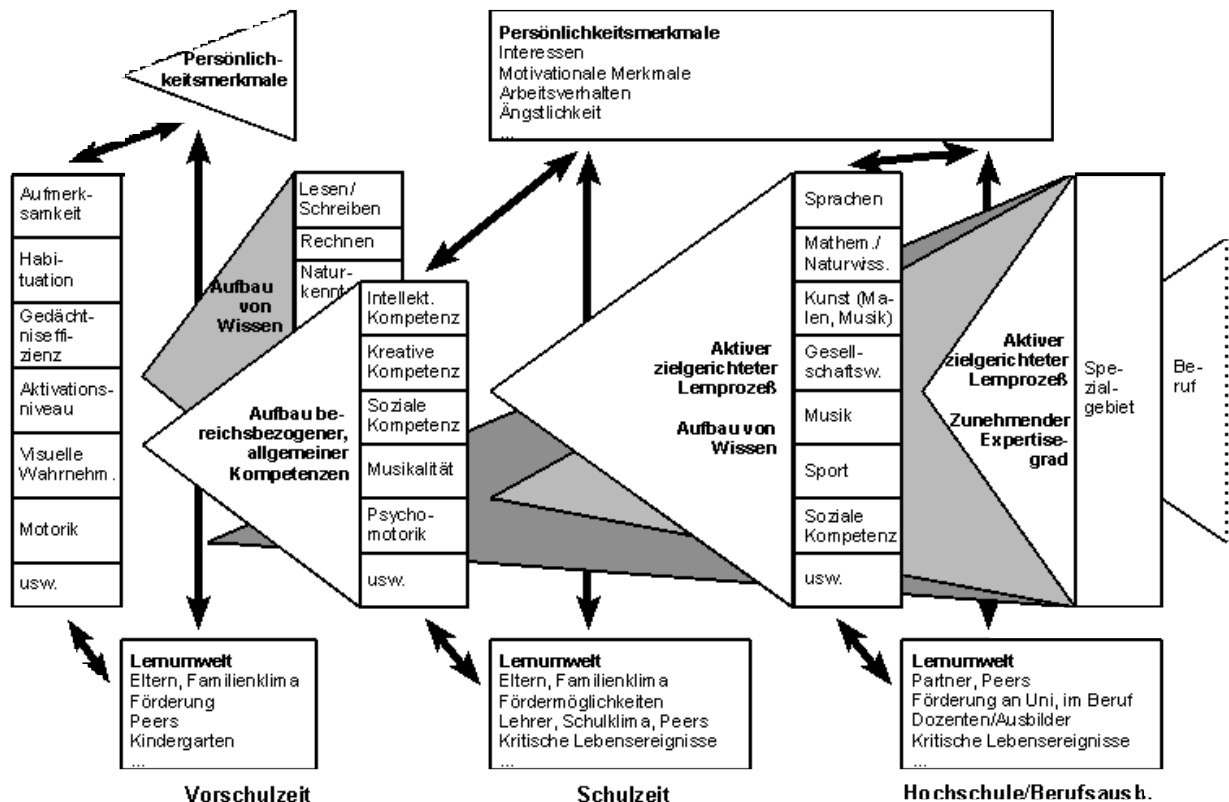 Persönlich-
keitsmerkmale
Persönlichkeitsmerkmale
Interessen
Motivationale Merkmale
Arbeitsverhalten
Ängstlichkeit
...
Aufmerk-
samkeit
Habi-
tuation
Gedächt-
niseffi-
zienz
Aktivations-
niveau
Visuelle
Wahrnehm.
Motorik
usw.
Aufbau
von
Wissen
Lesen/
Schreiben
Rechnen
Natur-
Aufbau be-
reichsbezogener,
allgemeiner
Kompetenzen
Intellekt.
Kompetenz
Kreative
Kompetenz
Soziale
Kompetenz
Musikalität
Psycho-
motorik
usw.
Aktiver
zielgerichteter
Lernprozeß
Aufbau von
Wissen
Sprachen
Mathem./
Naturwiss.
Kunst (Ma-
len, Musik)
Gesell-
schaftsw.
Musik
Sport
Soziale
Kompetenz
usw.
Aktiver
zielgerichteter
Lernprozeß
Zunehmender
Expertise-
grad
Spe-
zial-
gebiet
Be-
ruf
Lernumwelt
Eltern, Familienklima
Förderung
Peers
Kindergarten
...
Lernumwelt
Eltern, Familienklima
Fördermöglichkeiten
Lehrer, Schulklima, Peers
Kritische Lebensereignisse
...
Lernumwelt
Partner, Peers
Förderung an Uni, im Beruf
Dozenten/Ausbilder
Kritische Lebensereignisse
...
Vorschulzeit
Schulzeit
Hochschule/Berufsausb.